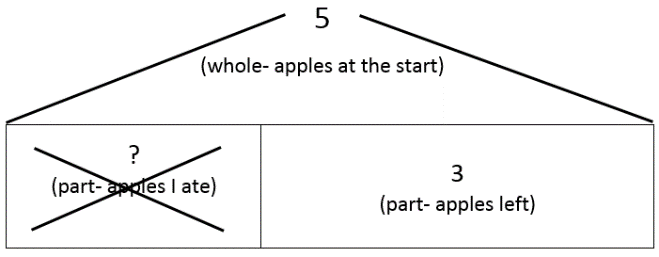 5
(whole- apples at the start)
?
(part- apples I ate)
3
(part- apples left)